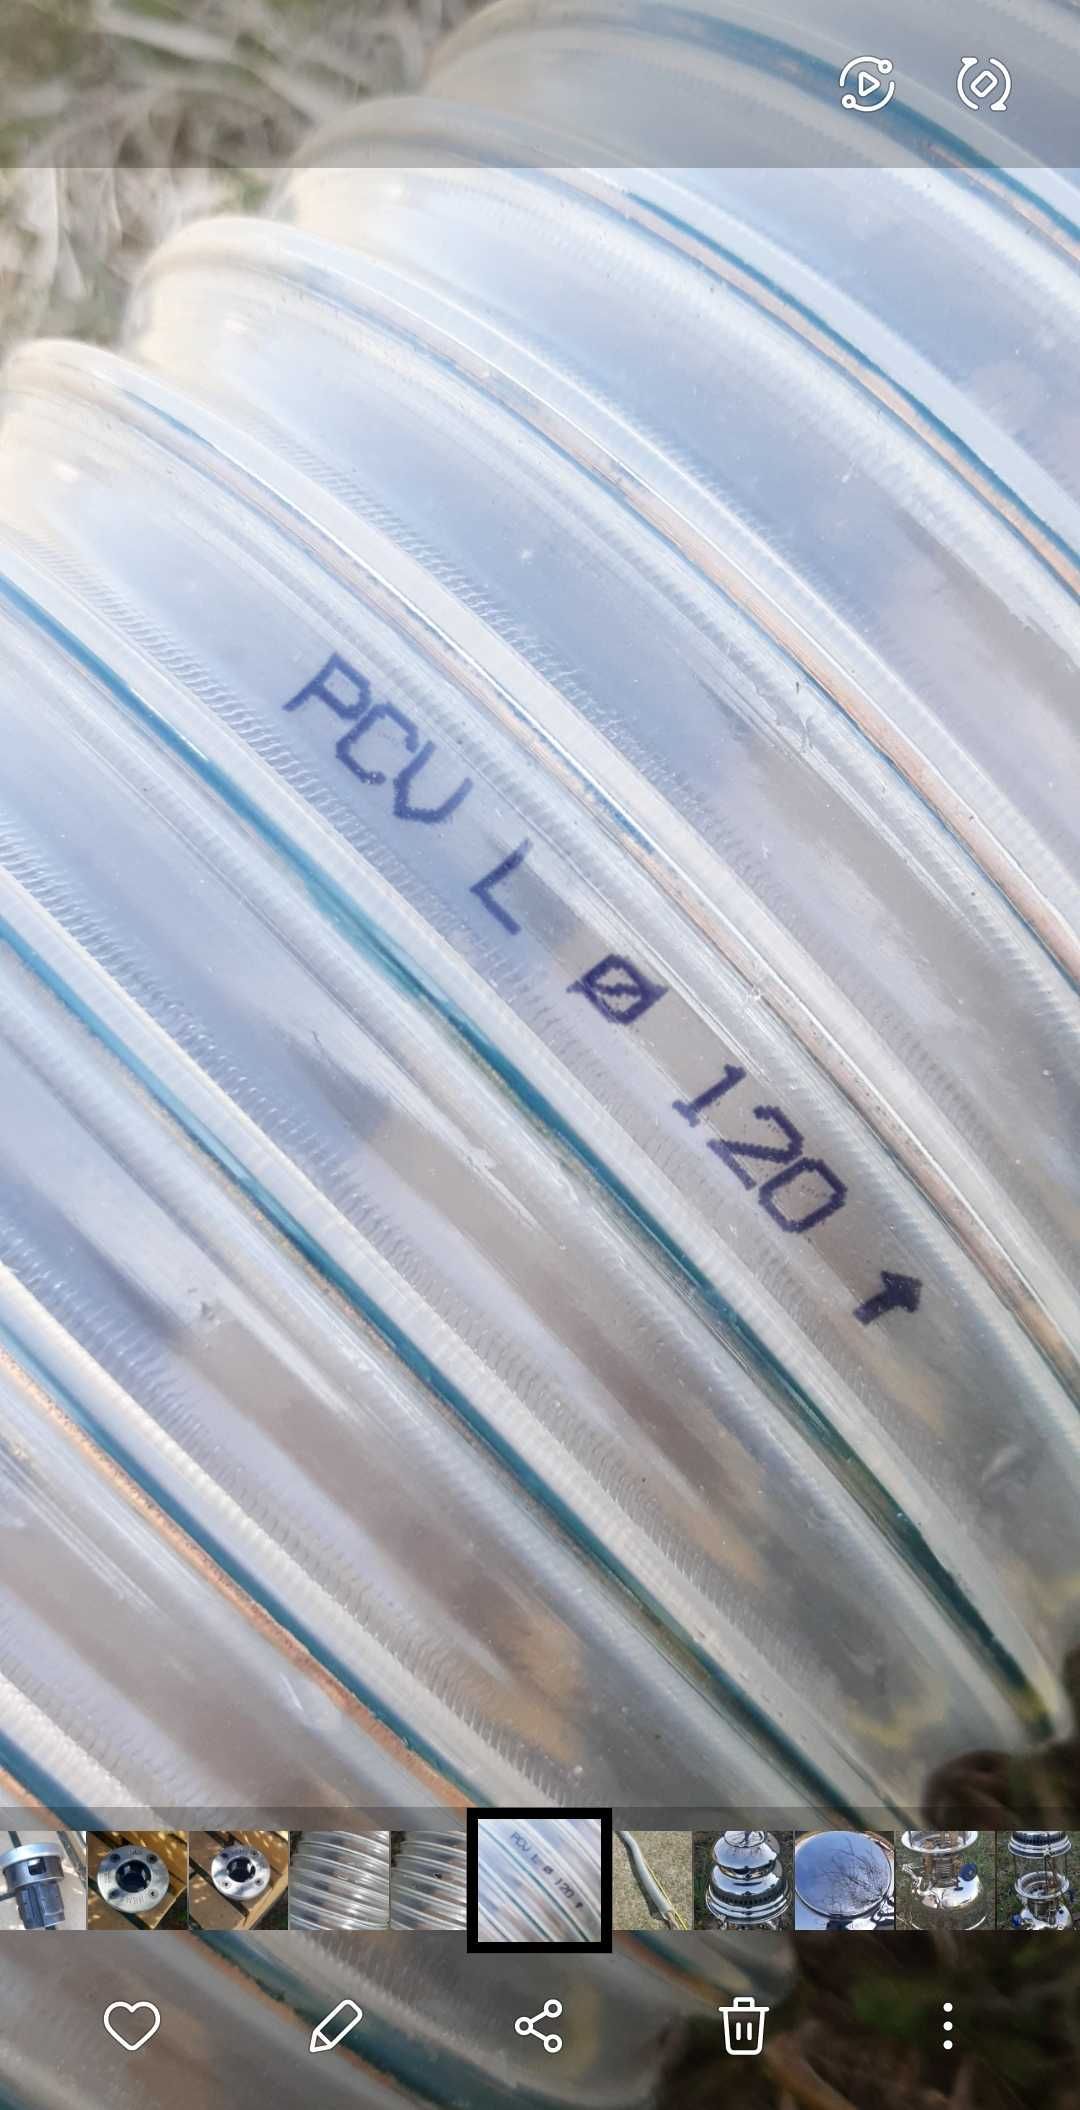 PCV L Ø 120 ↑